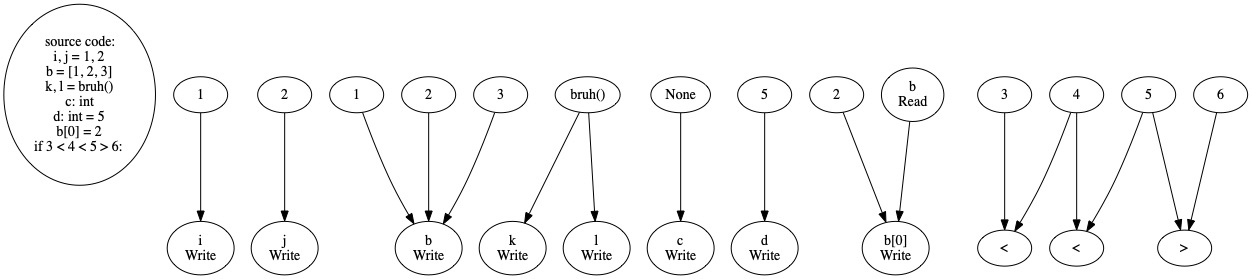 source code:
i, j = 1, 2
b = [1, 2, 3]
k, l = bruh()
c: int
d: int = 5
b[0] = 2
if 3 < 4 < 5 > 6:
1
2
1
2
3
bruh()
None
5
2
b
Read
3
4
5
6
i
Write
j
Write
b
Write
k
Write
l
Write
c
Write
d
Write
b[0]
Write
<
<
>